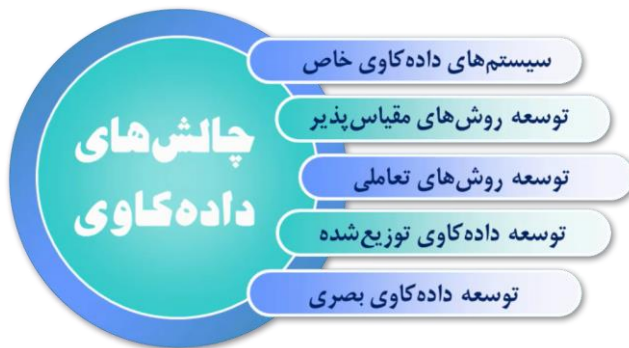 چالش‌های
داده‌کاوی
سیستم‌های داده‌کاوی خاص
توسعه روش‌های مقیاس‌پذیر
توسعه روش‌های تعاملی
توسعه داده‌کاوی توزیع‌شده
توسعه داده‌کاوی بصری